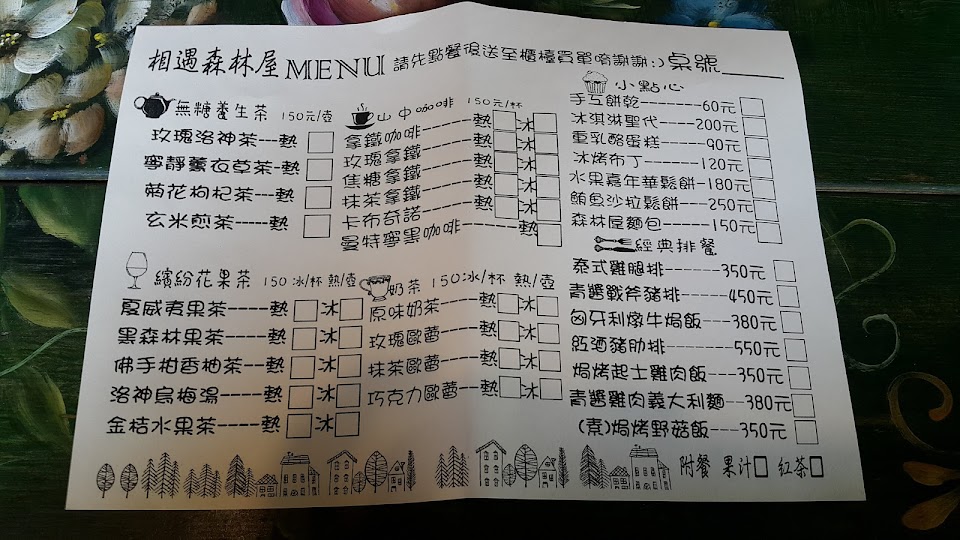 相遇森林屋 MENU 請先點餐後送至櫃檯買單唷謝謝:) 桌號____
無糖養生茶 150元/壺
玫瑰洛神茶--熱
寧靜薰衣草茶-熱
菊花枸杞茶--熱
玄米煎茶----熱
繽紛花果茶 150 冰/杯 熱/壺
夏威夷果茶----熱 冰
黑森林果茶----熱 冰
佛手柑香柚茶--熱 冰
洛神烏梅湯----熱 冰
金桔水果茶----熱 冰
山中咖啡 150元/杯
拿鐵咖啡-------熱 冰
玫瑰拿鐵-------熱 冰
焦糖拿鐵-------熱 冰
抹茶拿鐵-------熱 冰
卡布奇諾-------熱 冰
曼特寧黑咖啡-------熱
奶茶 150冰/杯 熱/壺
原味奶茶----熱 冰
玫瑰歐蕾----熱 冰
抹茶歐蕾----熱 冰
巧克力歐蕾--熱 冰
小點心
手工餅乾--------60元
冰淇淋聖代----200元
重乳酪蛋糕-----90元
冰烤布丁------120元
水果嘉年華鬆餅-180元
鮪魚沙拉鬆餅---250元
森林屋麵包-----150元
經典排餐
泰式雞腿排-------350元
青醬戰斧豬排-----450元
匈牙利燉牛焗飯---380元
紅酒豬肋排------550元
焗烤起士雞肉飯---350元
青醬雞肉義大利麵--380元
(素)焗烤野菇飯---350元
附餐 果汁 紅茶